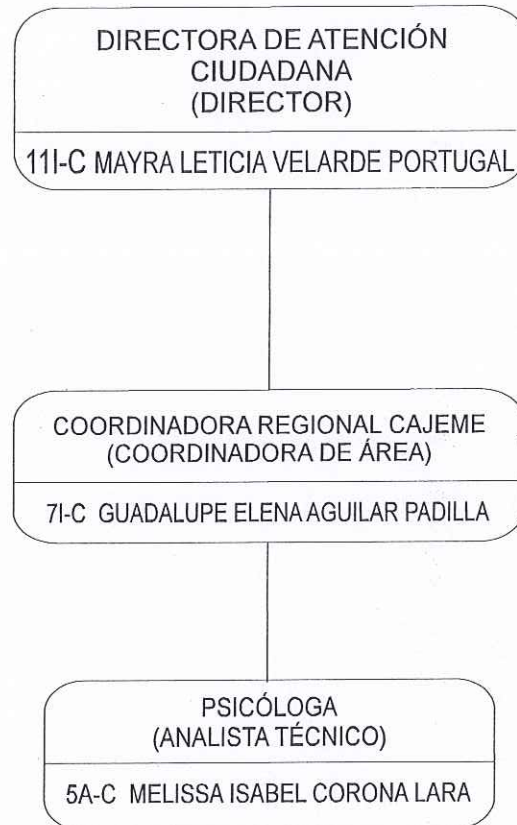 DIRECTORA DE ATENCIÓN
CIUDADANA
(DIRECTOR)
11I-C MAYRA LETICIA VELARDE PORTUGAL
COORDINADORA REGIONAL CAJEME
(COORDINADORA DE ÁREA)
7I-C GUADALUPE ELENA AGUILAR PADILLA
PSICÓLOGA
(ANALISTA TÉCNICO)
5A-C MELISSA ISABEL CORONA LARA